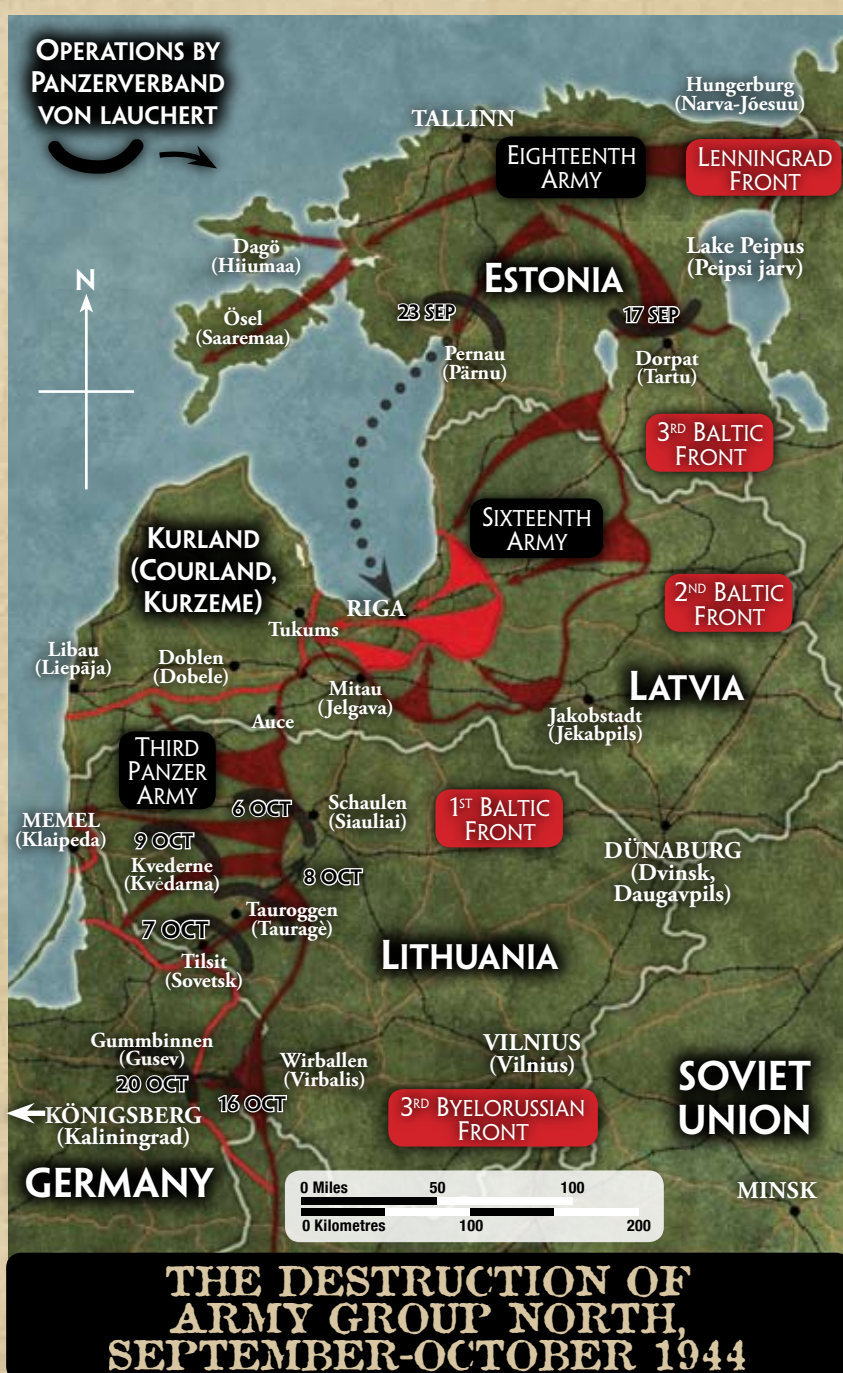 OPERATIONS BY
PANZERVERBAND
VON LAUCHERT
Hungerburg
(Narva-Jõesuu)
TALLINN
EIGHTEENTH
ARMY
LENNINGRAD
FRONT
Dagö
(Hiiumaa)
Lake Peipus
(Peipsi jarv)
N
ESTONIA
Ösel
(Saaremaa)
23 SEP
17 SEP
Pernau
(Pärnu)
Dorpat
(Tartu)
3RD BALTIC
FRONT
SIXTEENTH
ARMY
KURLAND
(COURLAND,
KURZEME)
2ND BALTIC
FRONT
RIGA
Tukums
Libau
(Liepāja)
Doblen
(Dobele)
Mitau
(Jelgava)
LATVIA
Auce
Jakobstadt
(Jēkabpils)
THIRD
PANZER
ARMY
6 OCT
Schaulen
(Siauliai)
1ST BALTIC
FRONT
MEMEL
(Klaipeda)
9 OCT
Kvederne
(Kvėdarna)
8 OCT
DÜNABURG
(Dvinsk,
Daugavpils)
Tauroggen
(Tauragė)
7 OCT
Tilsit
(Sovetsk)
LITHUANIA
Gummbinnen
(Gusev)
20 OCT
Wirballen
(Virbalis)
VILNIUS
(Vilnius)
SOVIET
UNION
16 OCT
KÖNIGSBERG
(Kaliningrad)
3RD BYELORUSSIAN
FRONT
GERMANY
0 Miles 50 100
0 Kilometres 100 200
MINSK
THE DESTRUCTION OF
ARMY GROUP NORTH,
SEPTEMBER-OCTOBER 1944